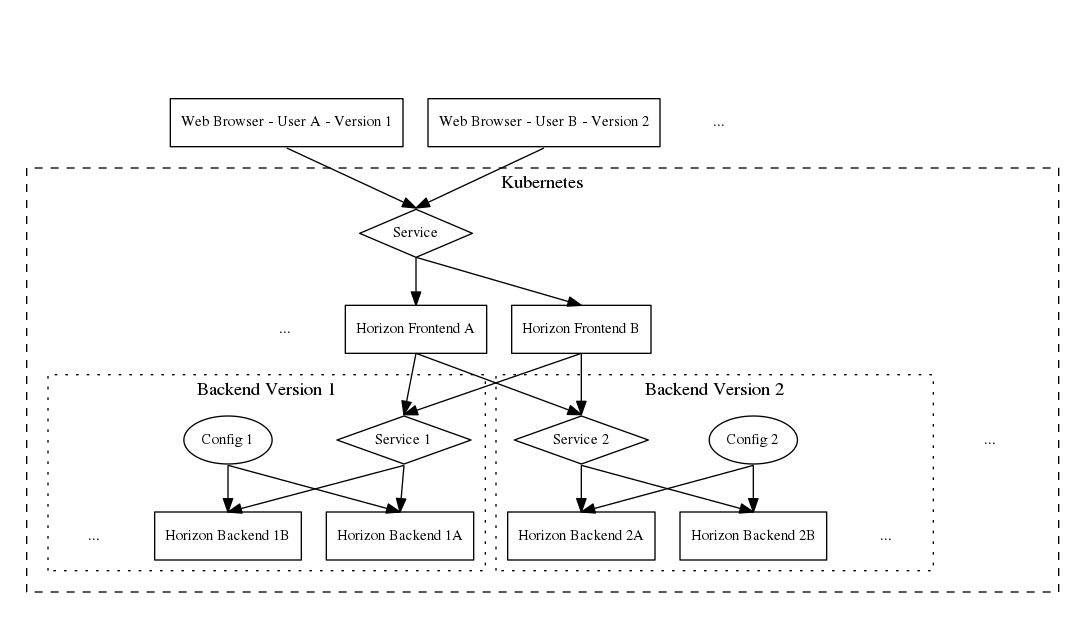 Web Browser - User A - Version 1
Web Browser - User B - Version 2
...
Kubernetes
Service
...
Horizon Frontend A
Horizon Frontend B
Backend Version 1
Backend Version 2
Config 1
Service 1
Service 2
Config 2
...
...
Horizon Backend 1B
Horizon Backend 1A
Horizon Backend 2A
Horizon Backend 2B
...